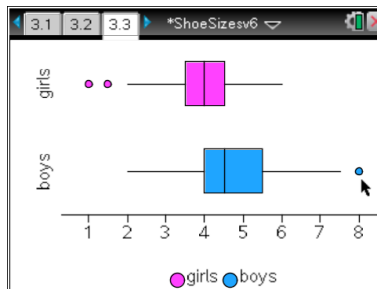 3.1 3.2 3.3 *ShoeSizesv6
girls
boys
1 2 3 4 5 6 7 8
girls boys